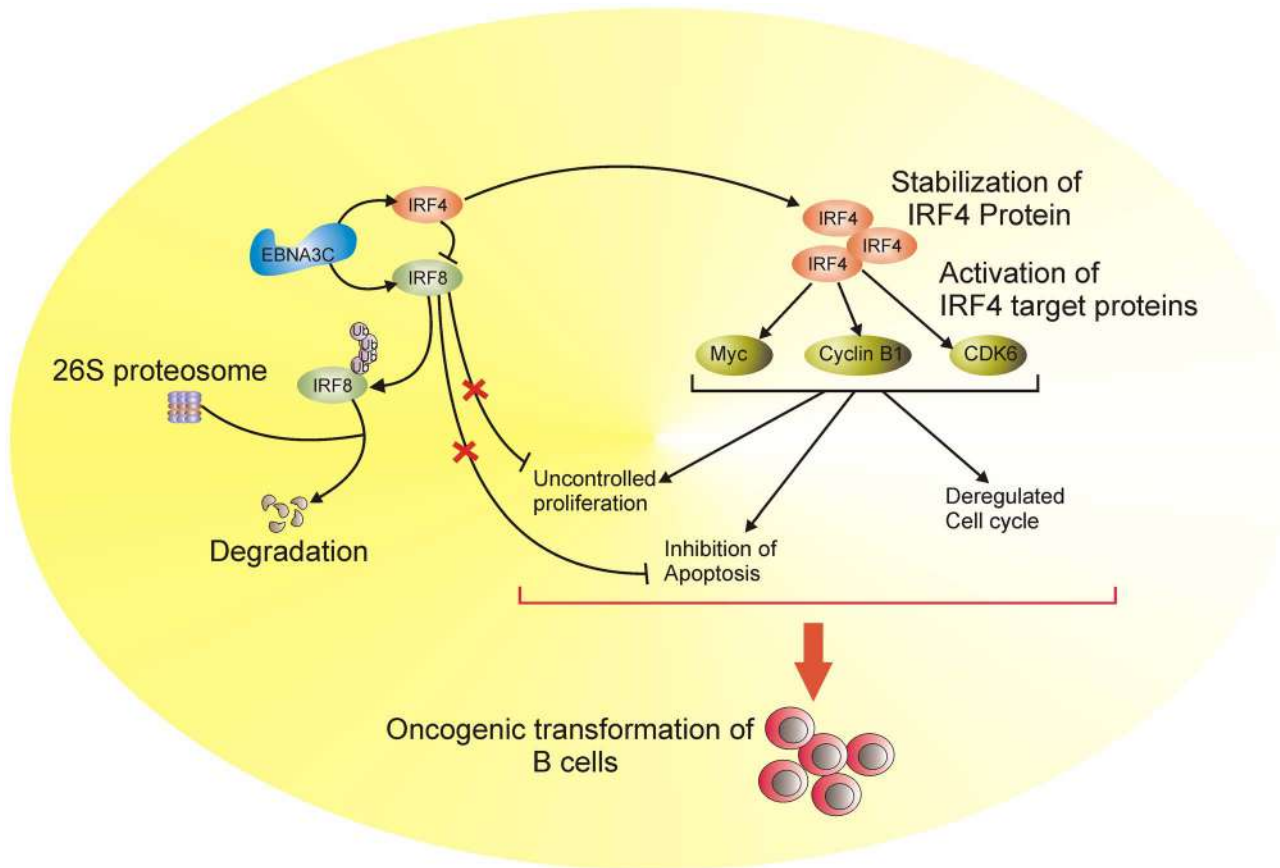 IRF4
EBNA3C
IRF8
Ub
Ub
Ub
Ub
IRF8
26S proteosome
Degradation
Stabilization of
IRF4 Protein
IRF4
IRF4
IRF4
Activation of
IRF4 target proteins
Myc
Cyclin B1
CDK6
Uncontrolled
proliferation
Inhibition of
Apoptosis
Deregulated
Cell cycle
Oncogenic transformation of
B cells